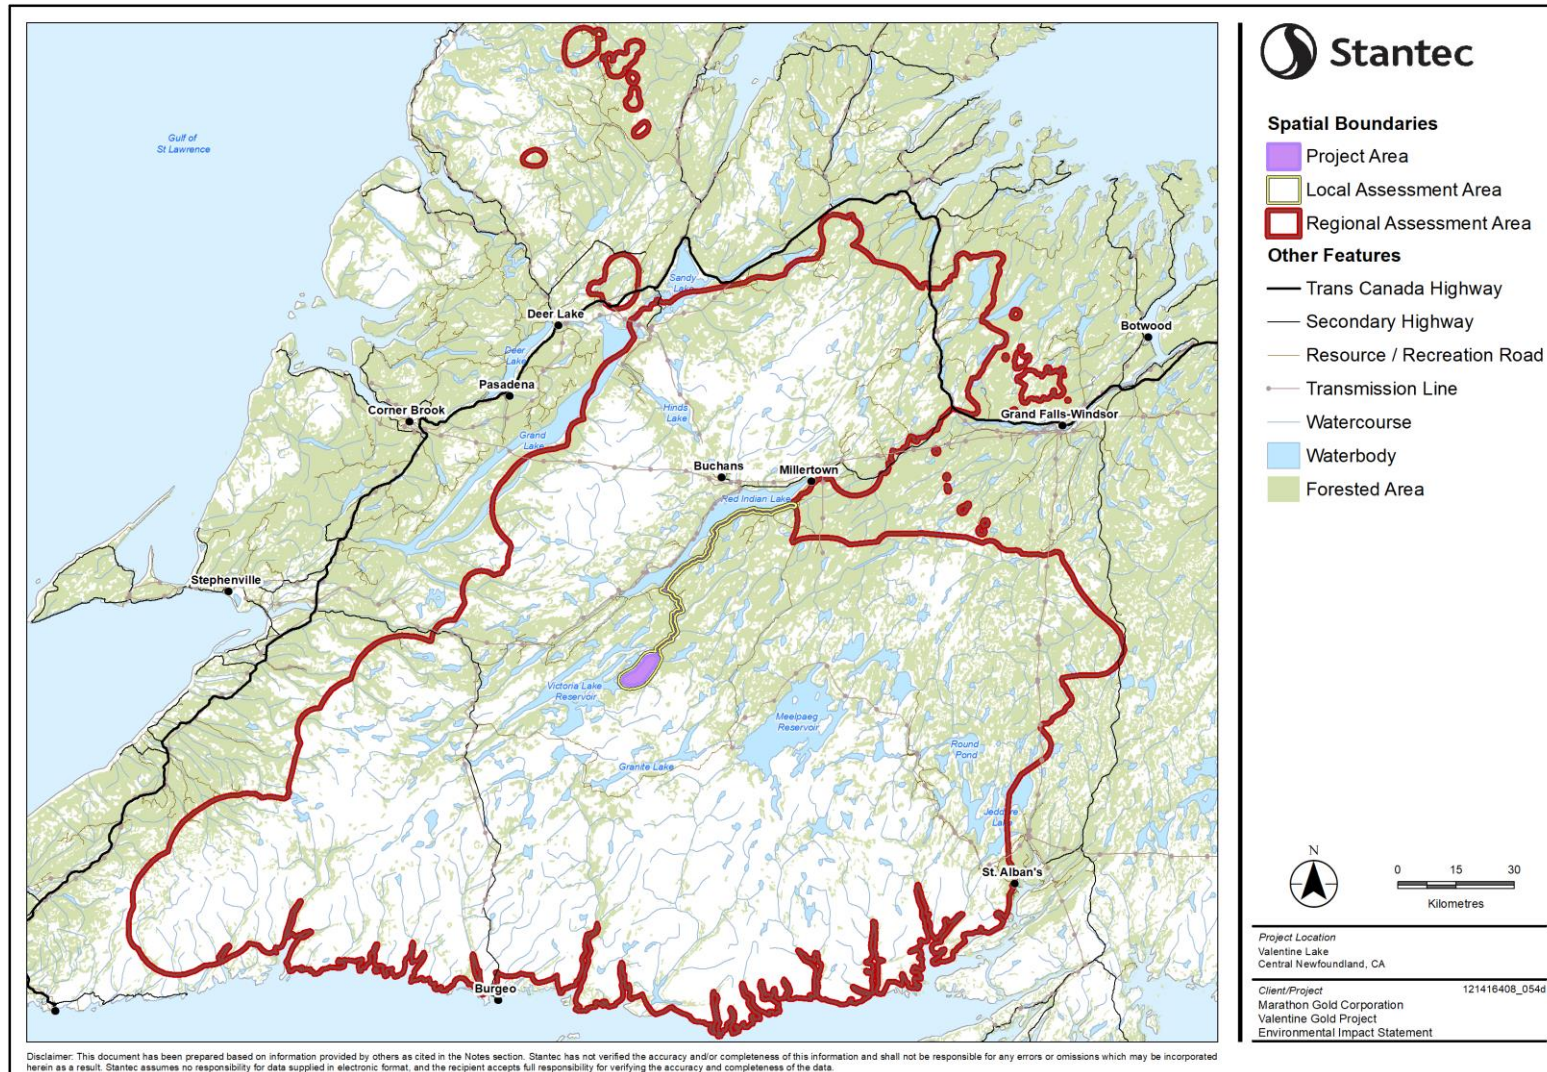 Gulf of
St Lawrence
Sandy
Lake
Deer Lake
Botwood
Deer
Lake
Pasadena
Corner Brook
Hinds
Lake
Grand Falls-Windsor
Grand
Lake
Buchans
Millertown
Red Indian Lake
Stephenville
Victoria Lake
Reservoir
Meelpaeg
Reservoir
Round
Pond
Granite Lake
Jeddore
Lake
St. Alban's
Burgeo
Stantec
Spatial Boundaries
Project Area
Local Assessment Area
Regional Assessment Area
Other Features
Trans Canada Highway
Secondary Highway
Resource / Recreation Road
Transmission Line
Watercourse
Waterbody
Forested Area
N
0 15 30
Kilometres
Project Location
Valentine Lake
Central Newfoundland, CA
Client/Project 121416408_054d
Marathon Gold Corporation
Valentine Gold Project
Environmental Impact Statement
Disclaimer: This document has been prepared based on information provided by others as cited in the Notes section. Stantec has not verified the accuracy and/or completeness of this information and shall not be responsible for any errors or omissions which may be incorporated
herein as a result. Stantec assumes no responsibility for data supplied in electronic format, and the recipient accepts full responsibility for verifying the accuracy and completeness of the data.